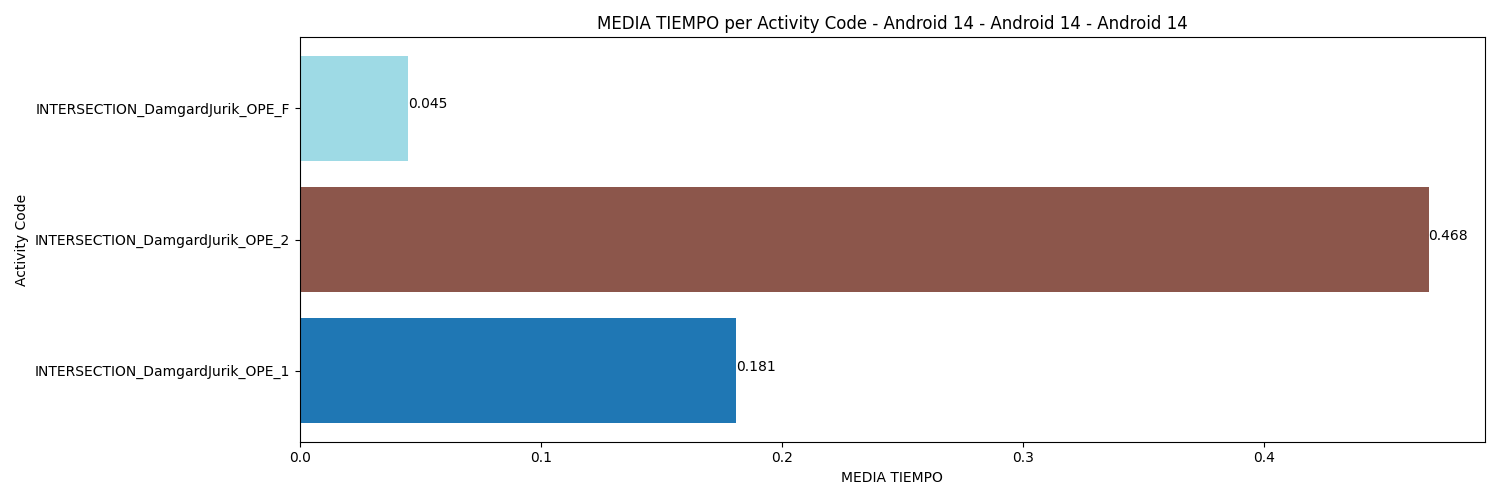 MEDIA TIEMPO per Activity Code - Android 14 - Android 14 - Android 14
Activity Code
INTERSECTION_DamgardJurik_OPE_F
0.045
INTERSECTION_DamgardJurik_OPE_2
0.468
INTERSECTION_DamgardJurik_OPE_1
0.181
0.0
0.1
0.2
0.3
0.4
MEDIA TIEMPO